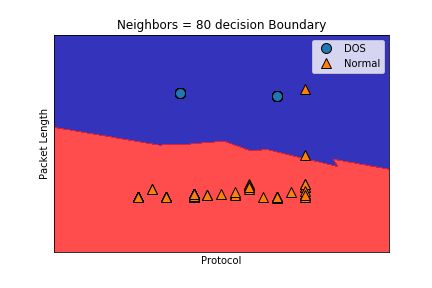 Neighbors = 80 decision Boundary
DOS
Normal
Packet Length
Protocol